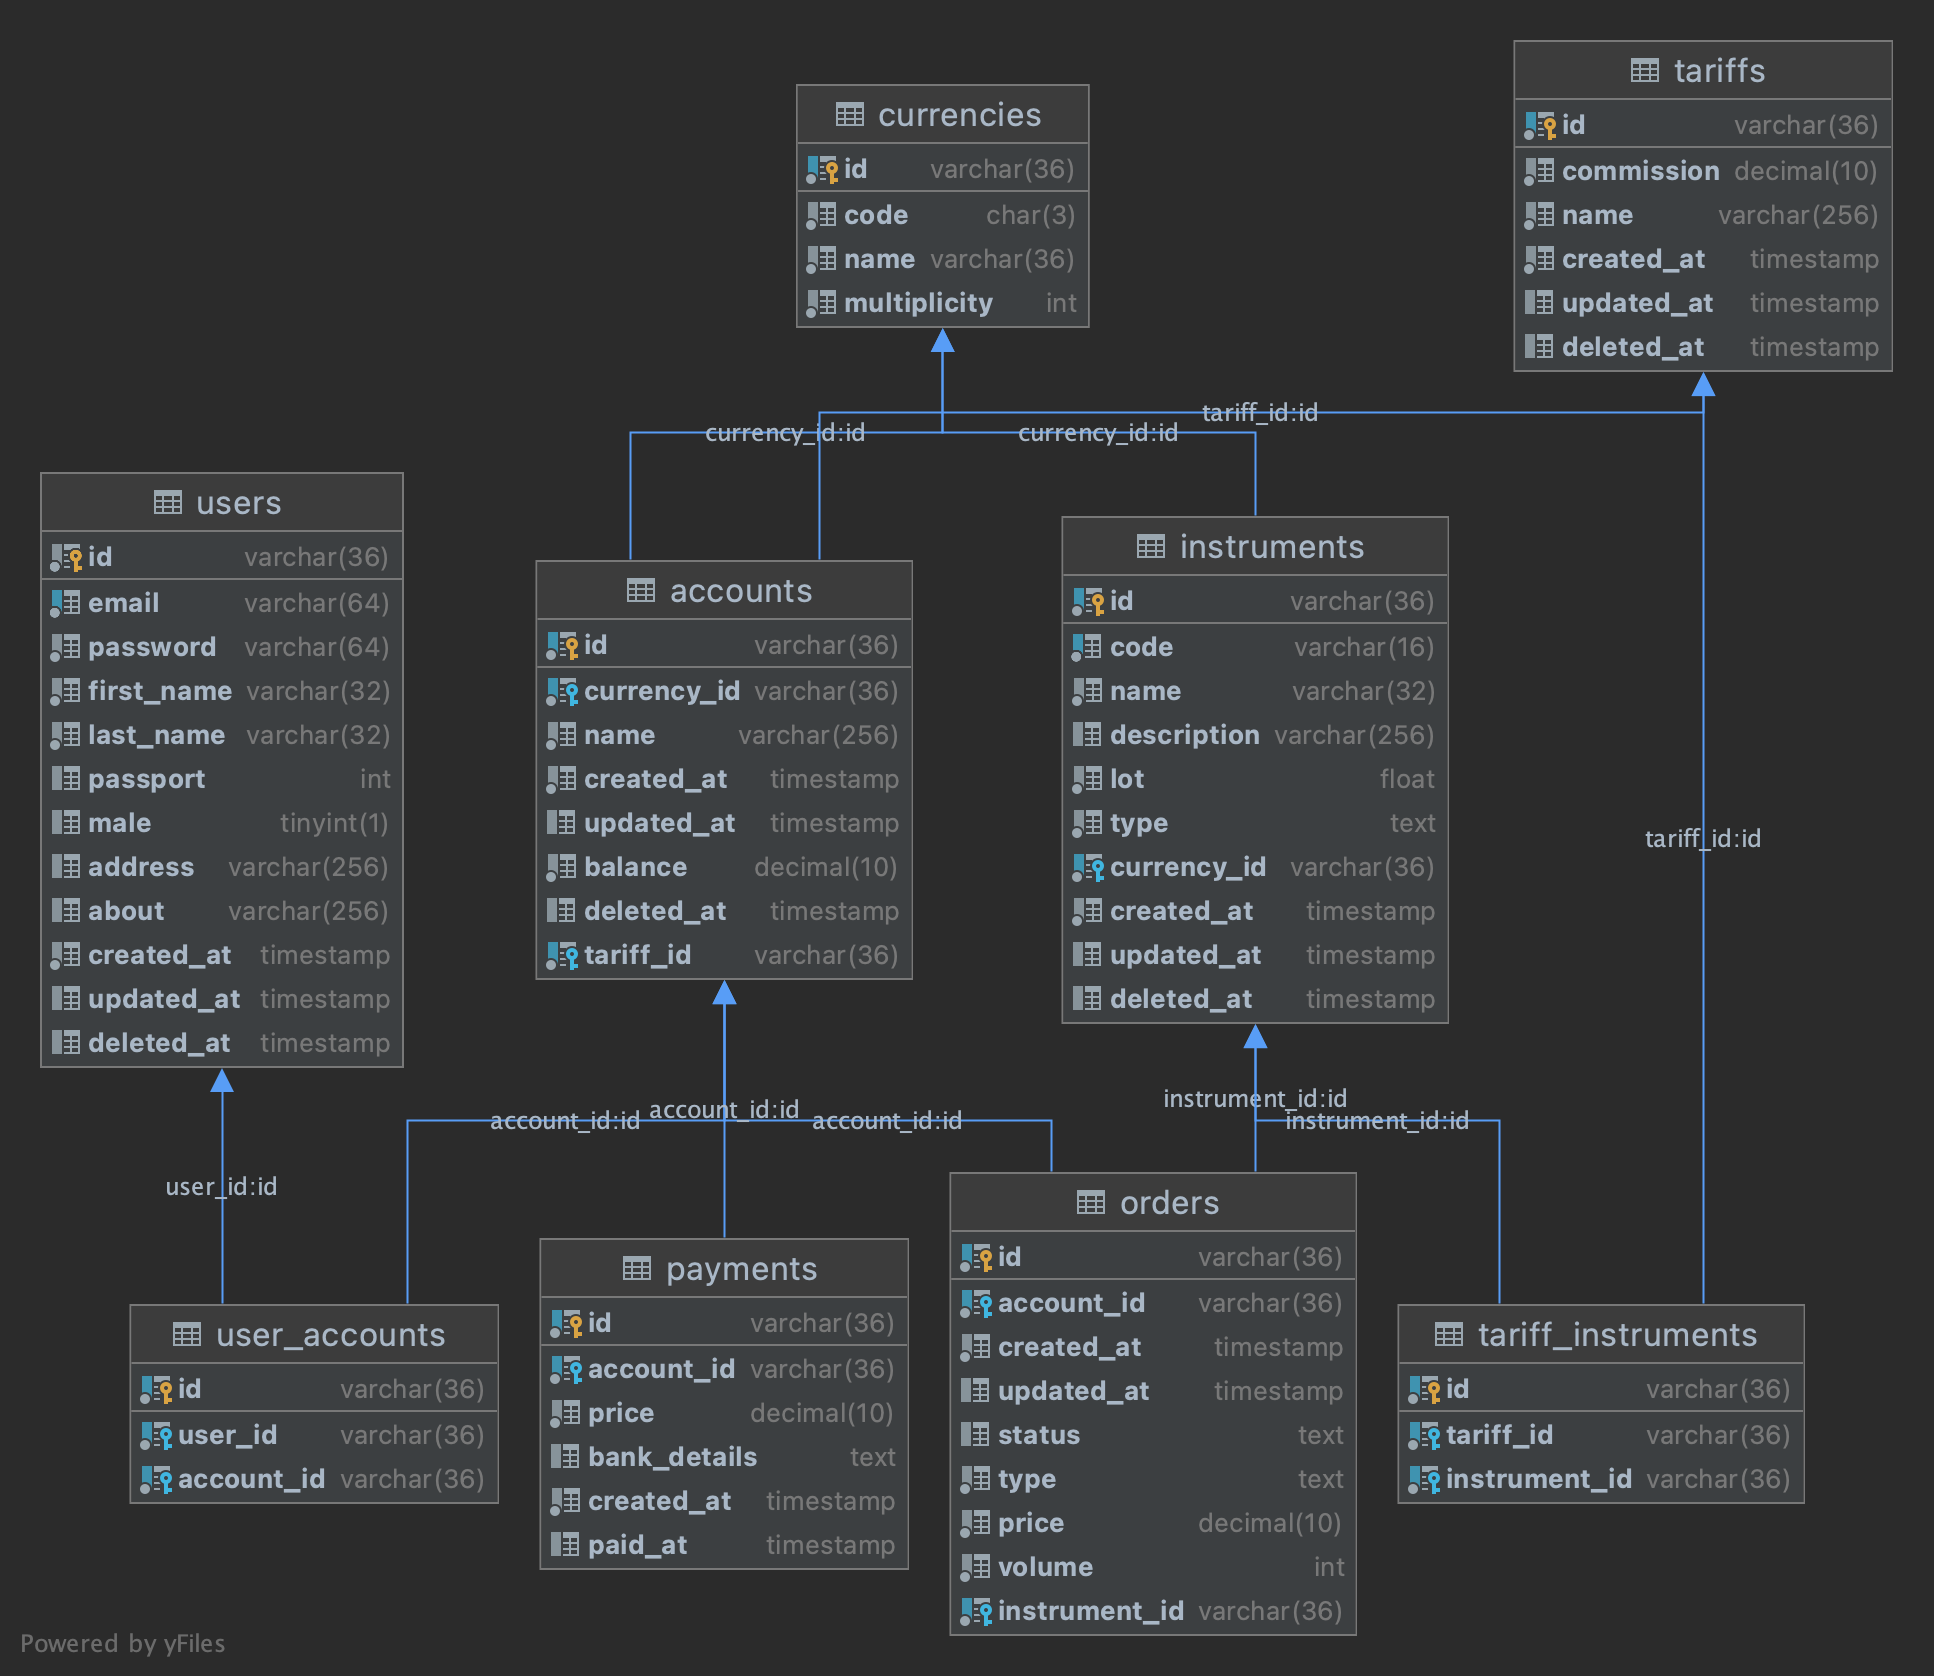 tariffs
id varchar(36)
commission decimal(10)
name varchar(256)
created_at timestamp
updated_at timestamp
deleted_at timestamp
currencies
id varchar(36)
code char(3)
name varchar(36)
multiplicity int
tariff_id:id
currency_id:id
currency_id:id
users
id varchar(36)
email varchar(64)
password varchar(64)
first_name varchar(32)
last_name varchar(32)
passport int
male tinyint(1)
address varchar(256)
about varchar(256)
created_at timestamp
updated_at timestamp
deleted_at timestamp
accounts
id varchar(36)
currency_id varchar(36)
name varchar(256)
created_at timestamp
updated_at timestamp
balance decimal(10)
deleted_at timestamp
tariff_id varchar(36)
instruments
id varchar(36)
code varchar(16)
name varchar(32)
description varchar(256)
lot float
type text
currency_id varchar(36)
created_at timestamp
updated_at timestamp
deleted_at timestamp
tariff_id:id
account_id:id
account_id:id
account_id:id
instrument_id:id
instrument_id:id
user_id:id
user_accounts
id varchar(36)
user_id varchar(36)
account_id varchar(36)
payments
id varchar(36)
account_id varchar(36)
price decimal(10)
bank_details text
created_at timestamp
paid_at timestamp
orders
id varchar(36)
account_id varchar(36)
created_at timestamp
updated_at timestamp
status text
type text
price decimal(10)
volume int
instrument_id varchar(36)
tariff_instruments
id varchar(36)
tariff_id varchar(36)
instrument_id varchar(36)
Powered by yFiles